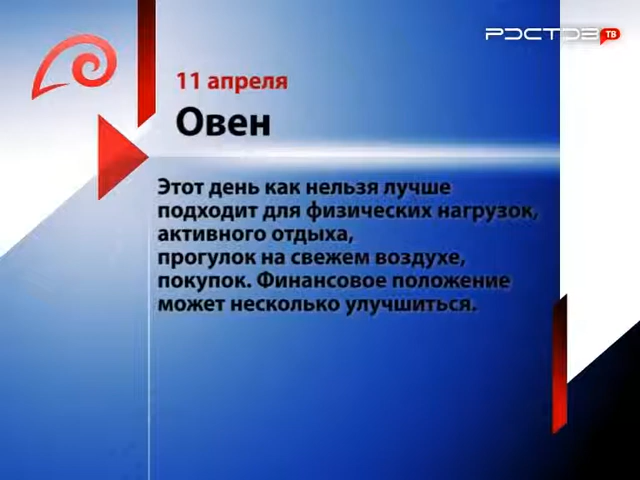 РОСТОВ ТВ
11 апреля
Овен
Этот день как нельзя лучше
подходит для физических нагрузок,
активного отдыха,
прогулок на свежем воздухе,
покупок. Финансовое положение
может несколько улучшиться.